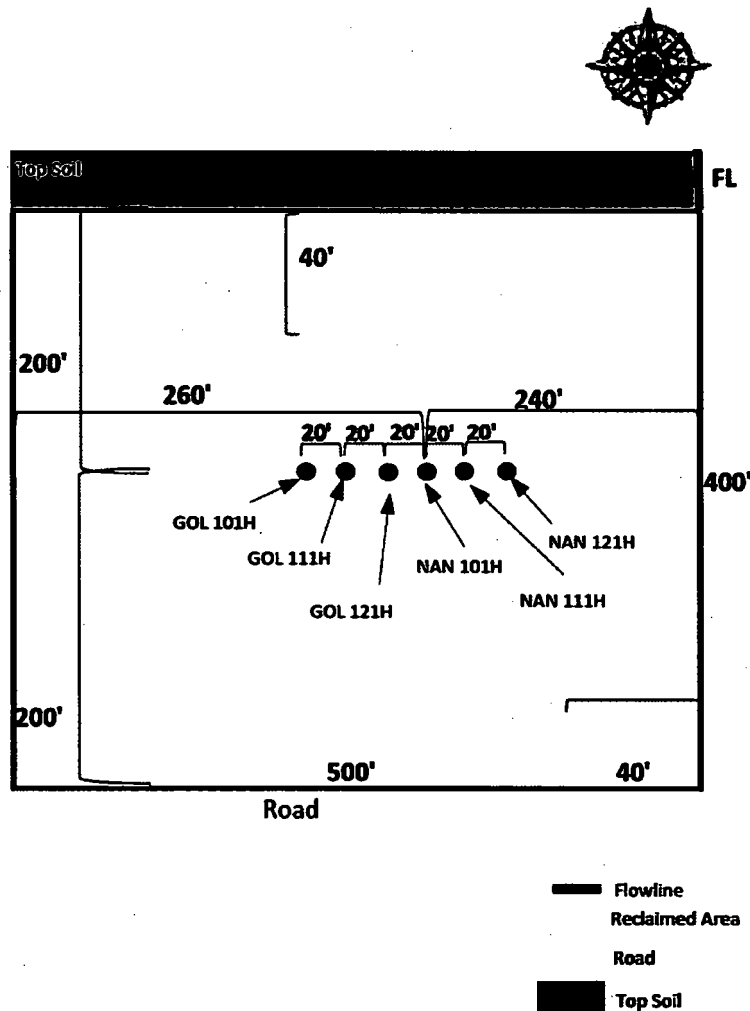 Top Soil
FL
40'
200'
260'
240'
20' 20' 20' 20' 20'
400'
GOL 101H
GOL 111H
GOL 121H
NAN 101H
NAN 111H
NAN 121H
200'
500'
40'
Road
Flowline
Reclaimed Area
Road
Top Soil